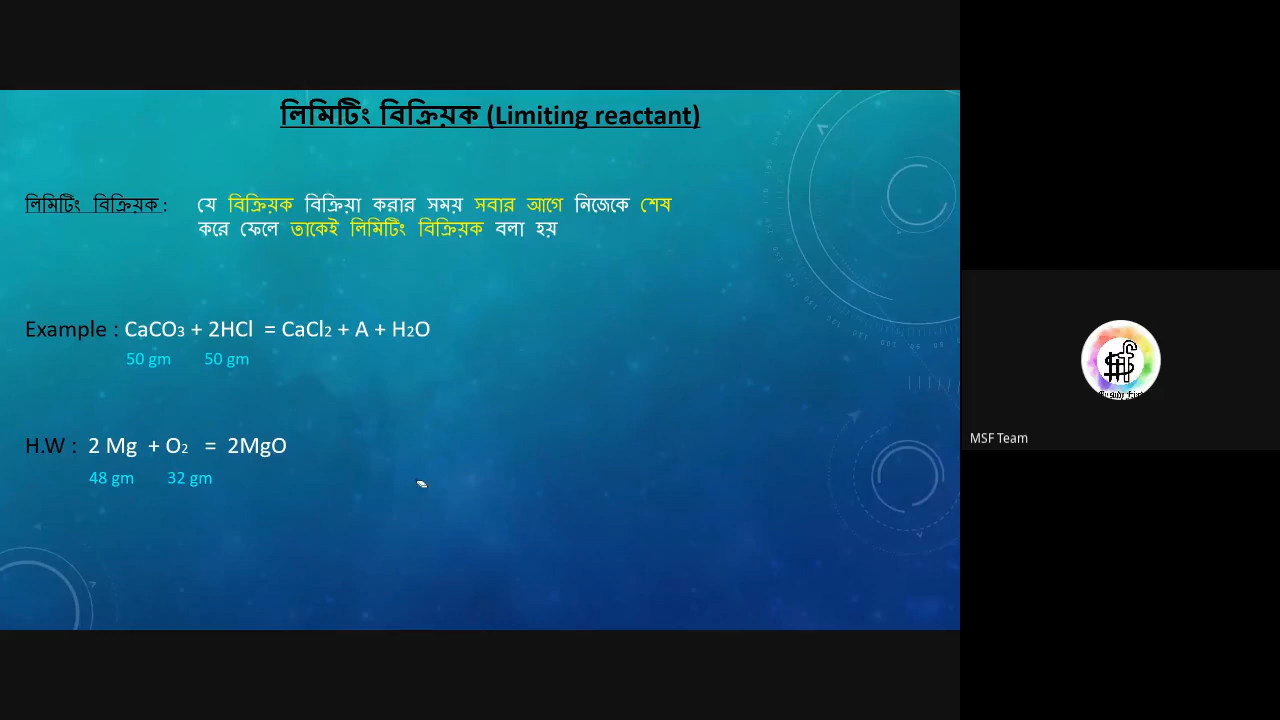 লিমিটিং বিক্রিয়ক (Limiting reactant)
লিমিটিং বিক্রিয়ক : যে বিক্রিয়ক বিক্রিয়া করার সময় সবার আগে নিজেকে শেষ
করে ফেলে তাকেই লিমিটিং বিক্রিয়ক বলা হয়
Example : CaCO3 + 2HCl = CaCl2 + A + H2O
50 gm 50 gm
H.W : 2 Mg + O2 = 2MgO
48 gm 32 gm
MSF Team